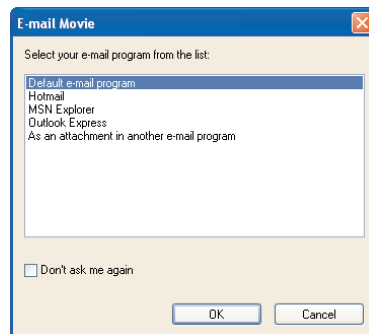 E-mail Movie
Select your e-mail program from the list:
Default e-mail program
Hotmail
MSN Explorer
Outlook Express
As an attachment in another e-mail program
Don't ask me again
OK
Cancel